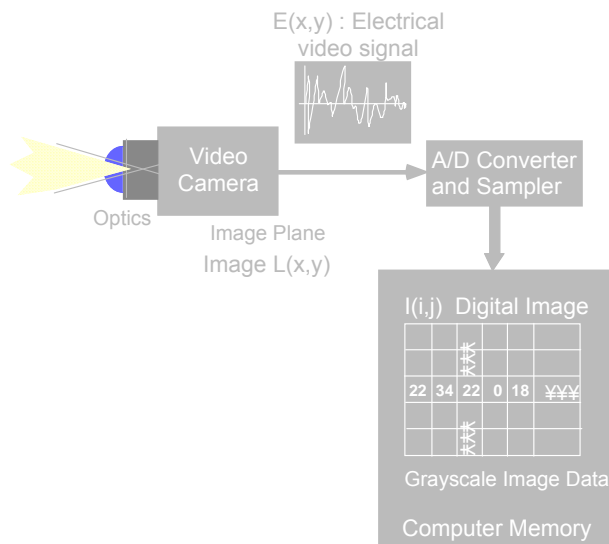 E(x,y) : Electrical
video signal
Video
Camera
A/D Converter
and Sampler
Optics
Image Plane
Image L(x,y)
I(i,j) Digital Image
¥
¥
¥
22 34 22 0 18 ¥¥¥
¥
¥
¥
Grayscale Image Data
Computer Memory